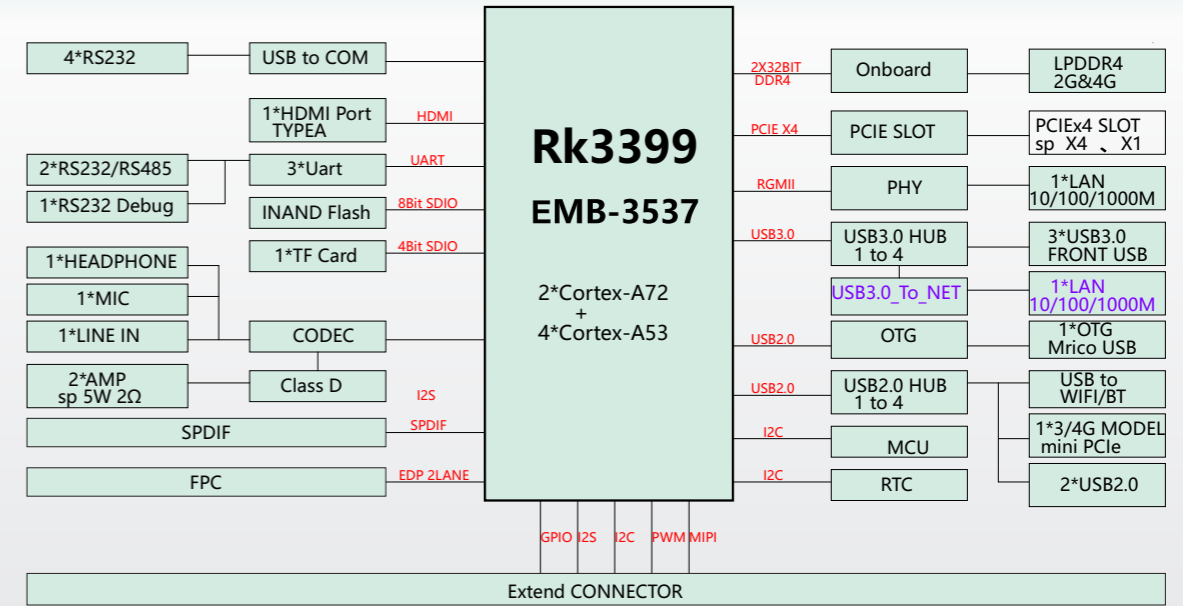 4*RS232
USB to COM
1*HDMI Port
TYPEA
HDMI
2*RS232/RS485
3*Uart
UART
1*RS232 Debug
INAND Flash
8Bit SDIO
1*TF Card
4Bit SDIO
1*HEADPHONE
1*MIC
1*LINE IN
CODEC
2*AMP
sp 5W 2Ω
Class D
I2S
SPDIF
SPDIF
FPC
EDP 2LANE
Rk3399
EMB-3537
2*Cortex-A72
+
4*Cortex-A53
2X32BIT
DDR4
Onboard
LPDDR4
2G&4G
PCIE X4
PCIE SLOT
PCIEx4 SLOT
sp X4 、 X1
RGMII
PHY
1*LAN
10/100/1000M
USB3.0
USB3.0 HUB
1 to 4
3*USB3.0
FRONT USB
USB3.0_To_NET
1*LAN
10/100/1000M
USB2.0
OTG
1*OTG
Mrico USB
USB2.0
USB2.0 HUB
1 to 4
USB to
WIFI/BT
1*3/4G MODEL
mini PCIe
2*USB2.0
I2C
MCU
I2C
RTC
GPIO I2S I2C PWM MIPI
Extend CONNECTOR